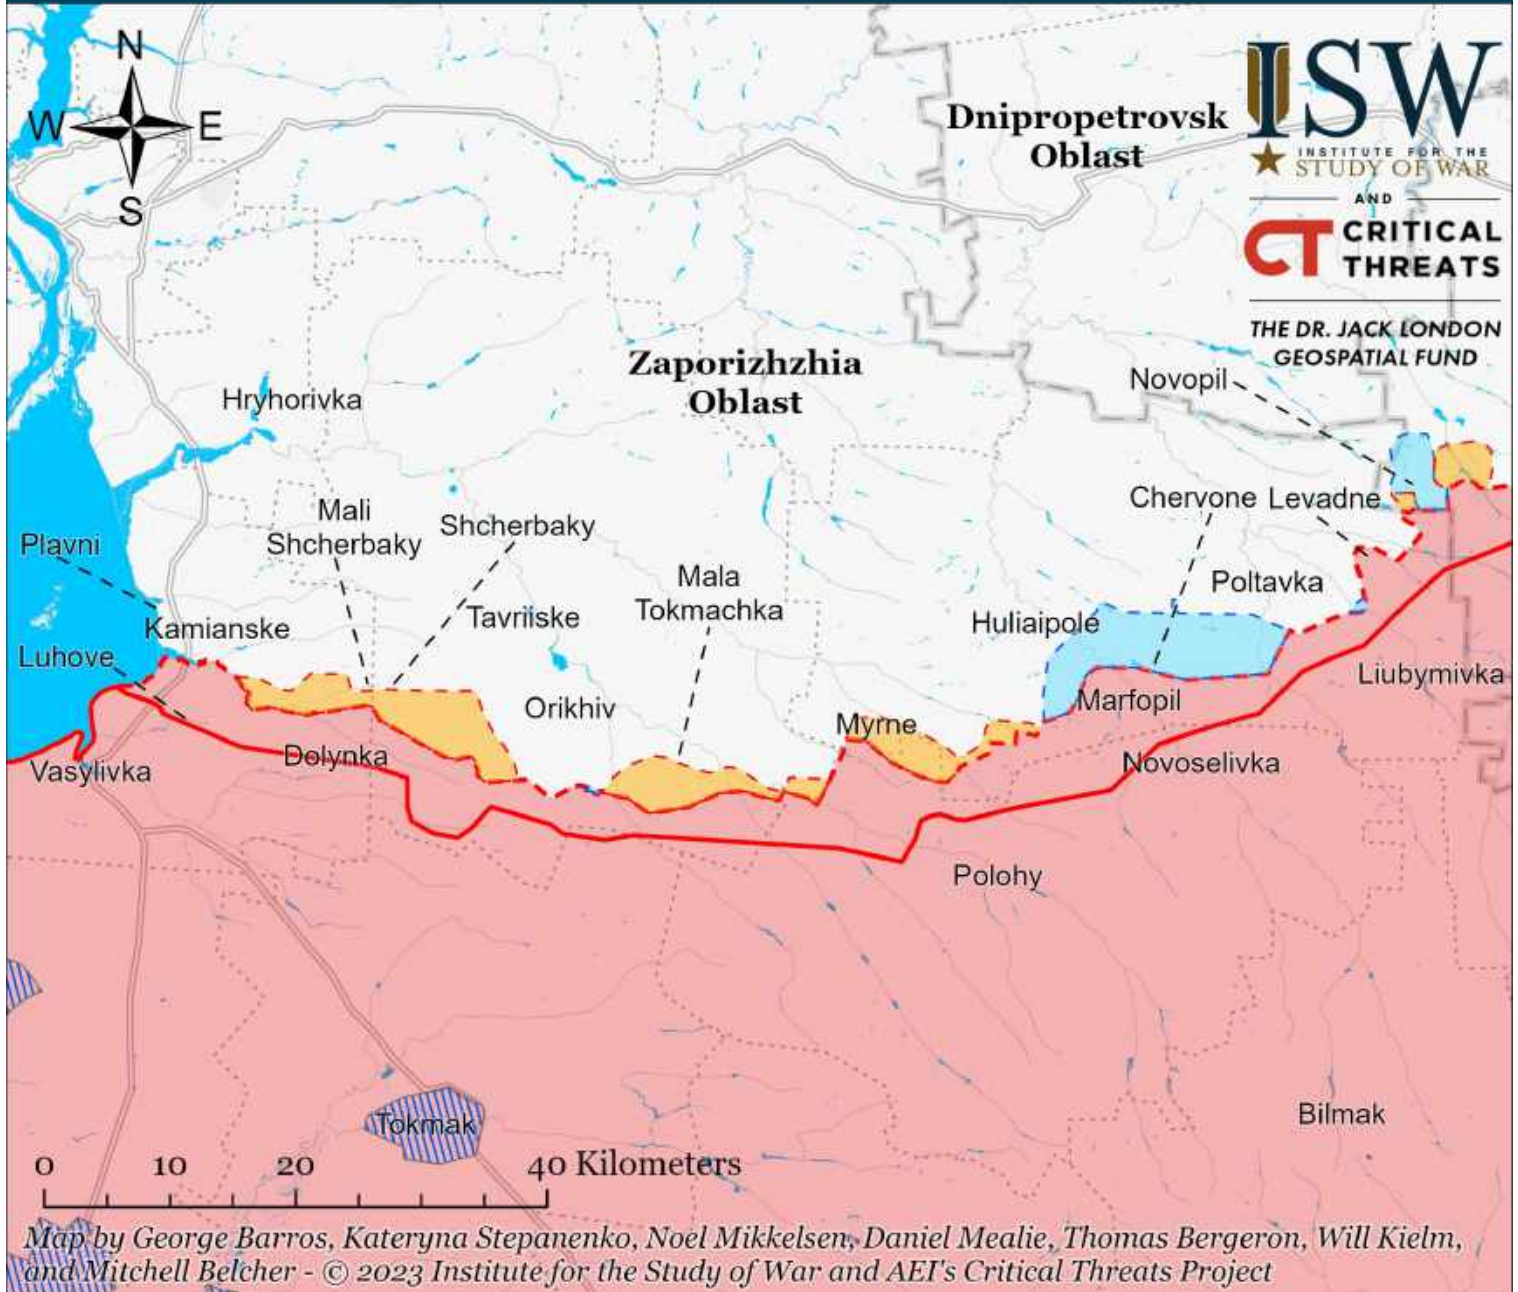 N
W E
S
ISW
INSTITUTE FOR THE
STUDY OF WAR
AND
CT CRITICAL
THREATS
THE DR. JACK LONDON
GEOSPATIAL FUND
Dnipropetrovsk
Oblast
Zaporizhzhia
Oblast
Novopil
Hryhorivka
Mali
Shcherbaky
Shcherbaky
Chervone
Levadne
Plavni
Mala
Tokmachka
Poltavka
Kamianske
Tavriiske
Huliaipole
Luhove
Liubymivka
Orikhiv
Marfopil
Myrne
Dolynka
Vasylivka
Novoselivka
Polohy
Tokmak
Bilmak
0 10 20 40 Kilometers
Map by George Barros, Kateryna Stepanenko, Noel Mikkelsen, Daniel Mealie, Thomas Bergeron, Will Kielm,
and Mitchell Belcher - © 2023 Institute for the Study of War and AEI's Critical Threats Project